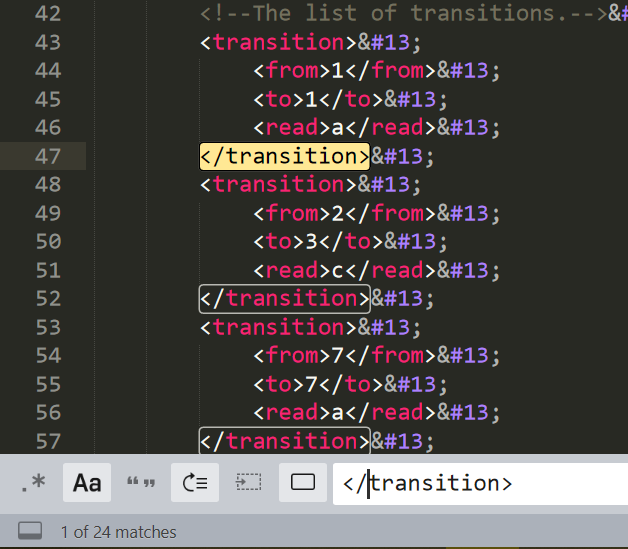 42 <!--The list of transitions.-->&#
43 <transition>&#13;
44 <from>1</from>&#13;
45 <to>1</to>&#13;
46 <read>a</read>&#13;
47 </transition>&#13;
48 <transition>&#13;
49 <from>2</from>&#13;
50 <to>3</to>&#13;
51 <read>c</read>&#13;
52 </transition>&#13;
53 <transition>&#13;
54 <from>7</from>&#13;
55 <to>7</to>&#13;
56 <read>a</read>&#13;
57 </transition>&#13;
.* Aa “” </transition>
1 of 24 matches